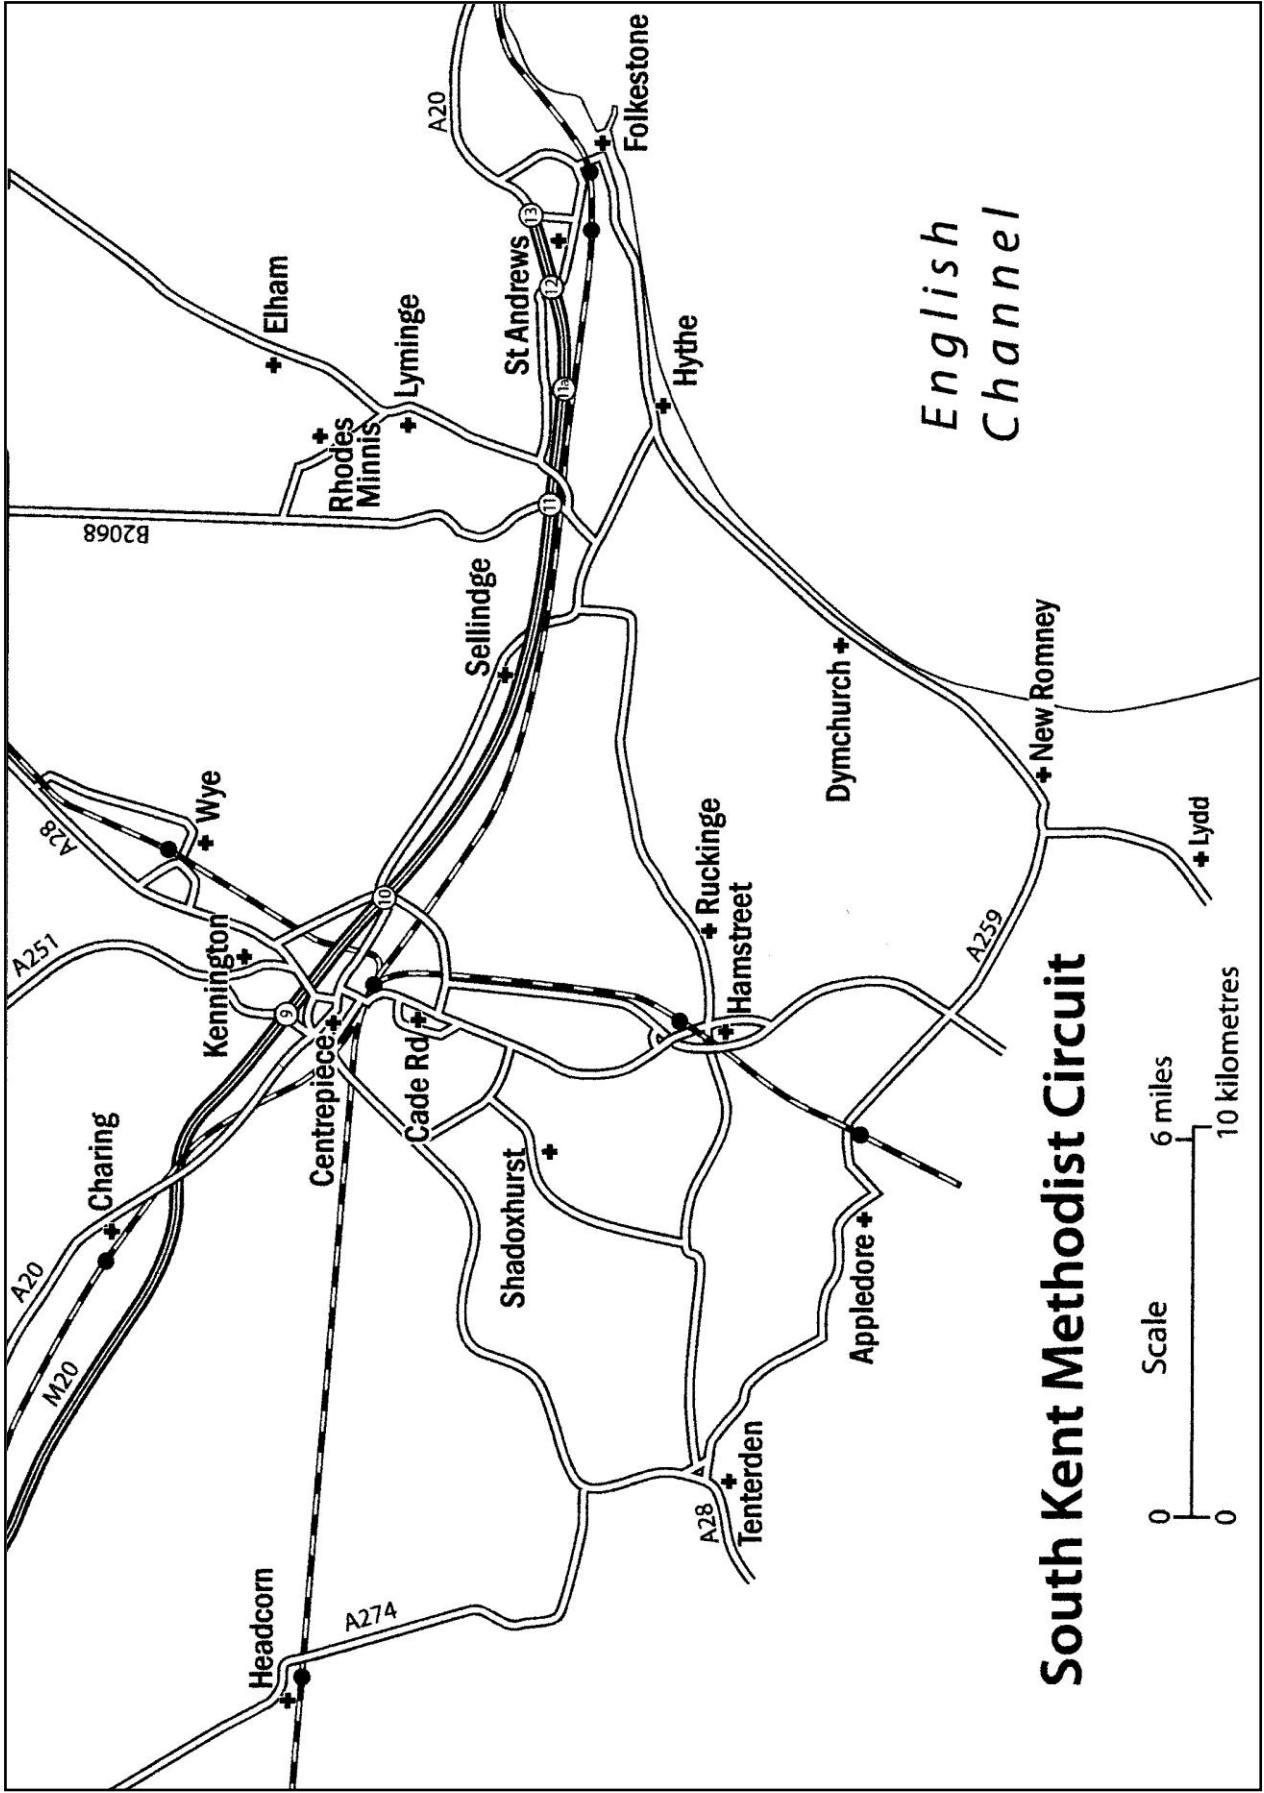 A20
Folkestone
Elham
St Andrews
13
12
Lyminge
11a
Rhodes
Minnis
Hythe
English
Channel
B2068
11
Sellindge
Dymchurch
New Romney
Lydd
Wye
A28
A251
Kennington
10
9
Ruckinge
Hamstreet
A259
Centrepiece
Cade Rd
Charing
A20
M20
Shadoxhurst
Appledore
Tenterden
A28
Headcorn
A274
South Kent Methodist Circuit
Scale
0 6 miles
0 10 kilometres